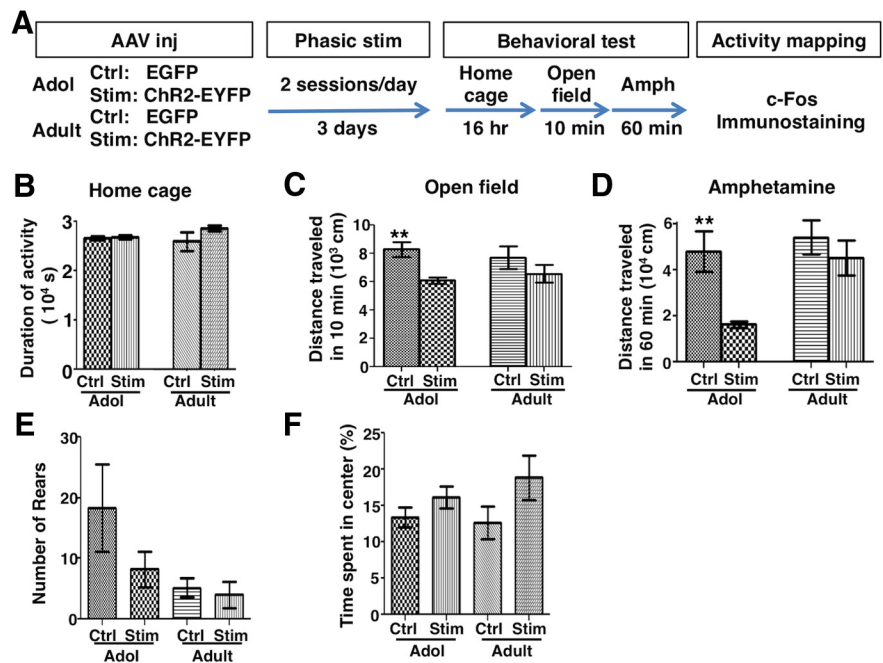 A
AAV inj
Phasic stim
Behavioral test
Activity mapping
Adol
Ctrl: EGFP
Stim: ChR2-EYFP
Adult
Ctrl: EGFP
Stim: ChR2-EYFP
2 sessions/day
3 days
Home
cage
16 hr
Open
field
10 min
Amph
60 min
c-Fos
Immunostaining
B
Home cage
Duration of activity
( 10⁴ s)
3
2
1
0
Ctrl Stim
Adol
Ctrl Stim
Adult
C
Open field
Distance traveled
in 10 min (10³ cm)
10
8
6
4
2
0
**
Ctrl Stim
Adol
Ctrl Stim
Adult
D
Amphetamine
Distance traveled
in 60 min (10⁴ cm)
6
4
2
0
**
Ctrl Stim
Adol
Ctrl Stim
Adult
E
Number of Rears
30
20
10
0
Ctrl Stim
Adol
Ctrl Stim
Adult
F
Time spent in center (%)
25
20
15
10
5
0
Ctrl Stim
Adol
Ctrl Stim
Adult